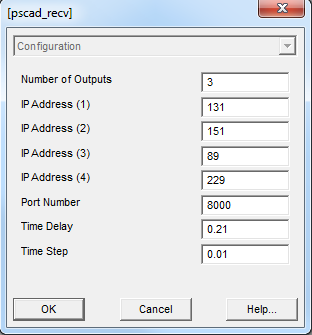 [pscad_recv]
Configuration
Number of Outputs 3
IP Address (1) 131
IP Address (2) 151
IP Address (3) 89
IP Address (4) 229
Port Number 8000
Time Delay 0.21
Time Step 0.01
OK Cancel Help...